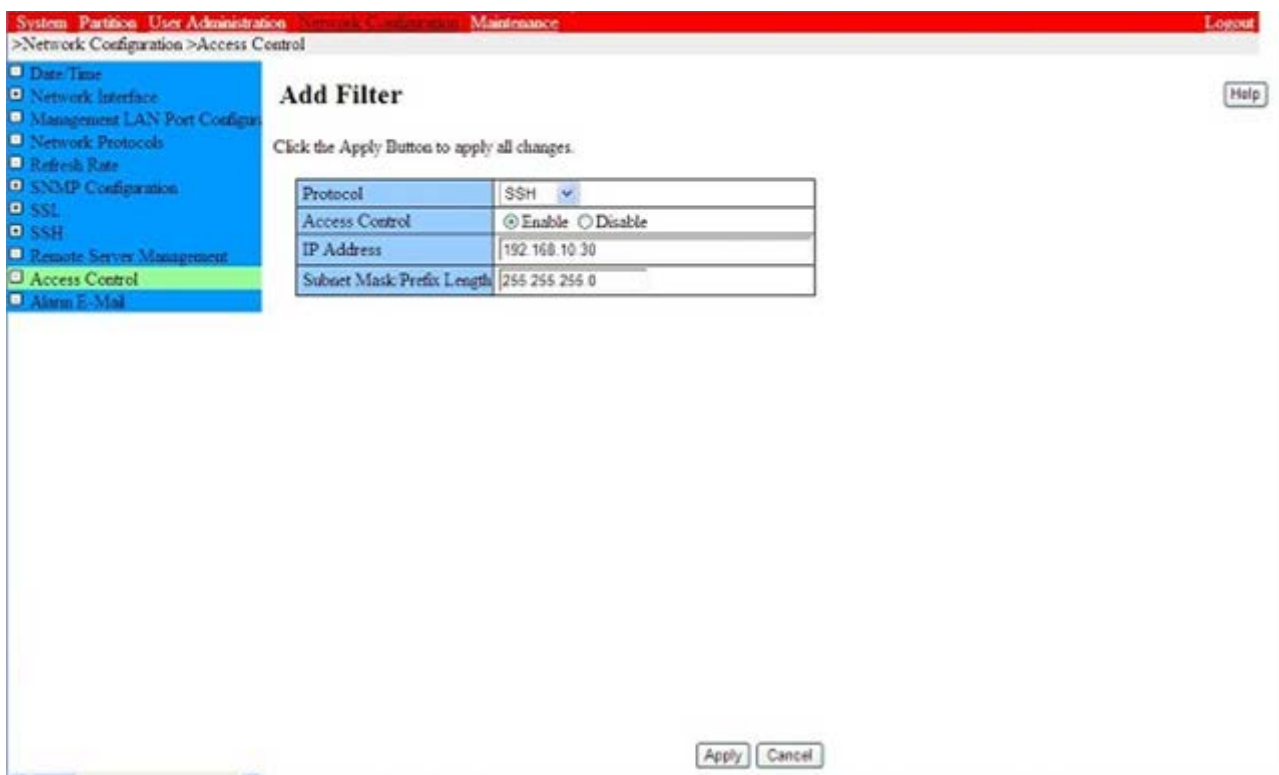 System Partition User Administration Network Configuration Maintenance Logout
>Network Configuration >Access Control
Date/Time
Network Interface
Management LAN Port Configur
Network Protocols
Refresh Rate
SNMP Configuration
SSL
SSH
Remote Server Management
Access Control
Alarm E-Mail
Add Filter
Help
Click the Apply Button to apply all changes.
Protocol SSH
Access Control Enable Disable
IP Address 192.168.10.30
Subnet Mask/Prefix Length 255.255.255.0
Apply Cancel